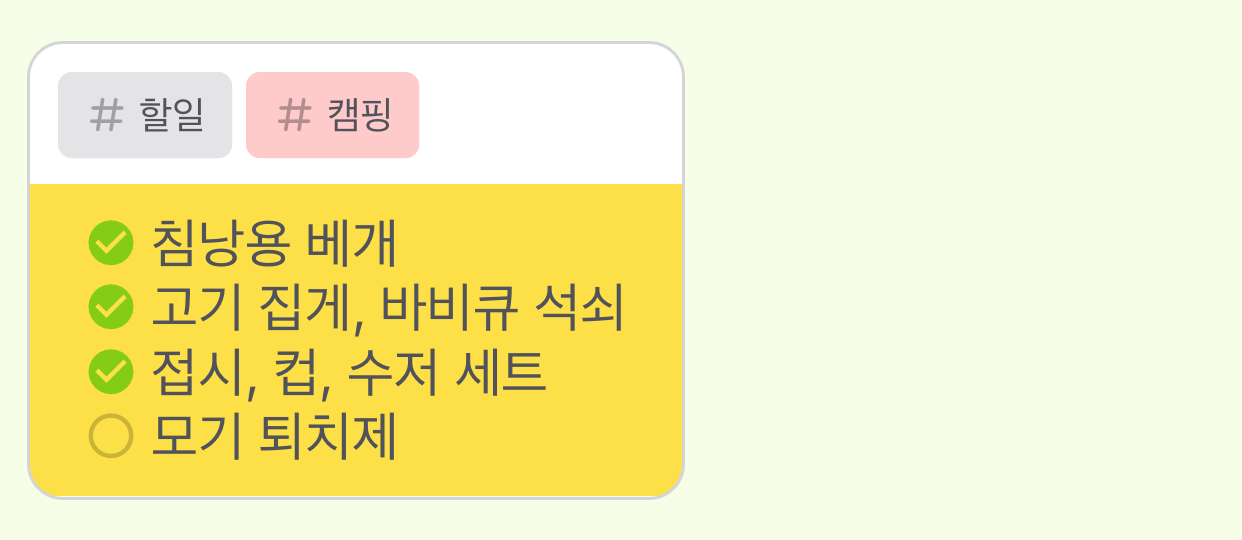 # 할일 # 캠핑
침낭용 베개
고기 집게, 바비큐 석쇠
접시, 컵, 수저 세트
모기 퇴치제